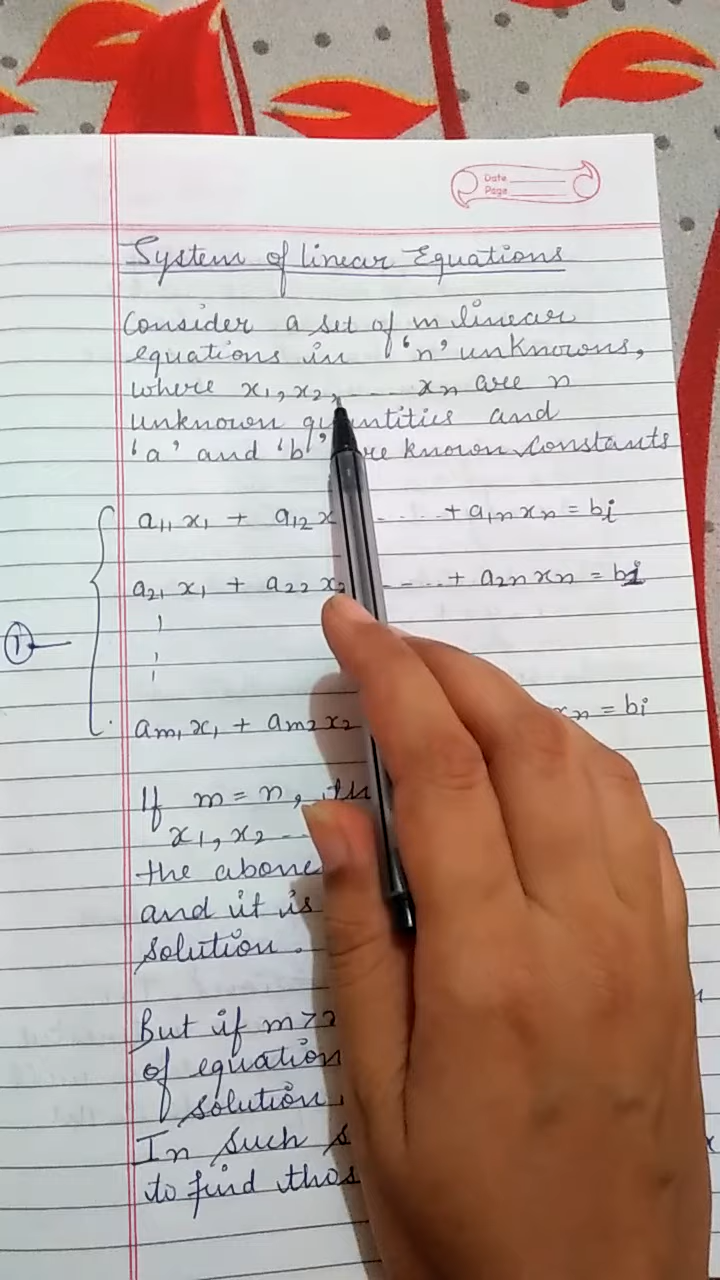 Date
Page
System of linear Equations
Consider a set of m linear
equations in 'n' unknowns,
where x₁, x₂, ---- xₙ are n
unknown quantities and
'a' and 'b' are known constants
a₁₁ x₁ + a₁₂ x ----- + a₁ₙ xₙ = bi
a₂₁ x₁ + a₂₂ x₂ ----- + a₂ₙ xₙ = b
①
aₘ₁ x₁ + aₘ₂ x₂ xₙ = bi
If m = n,
x₁, x₂ --
the above
and it is
solution.
But if m >
of equation
solution,
In such
to find